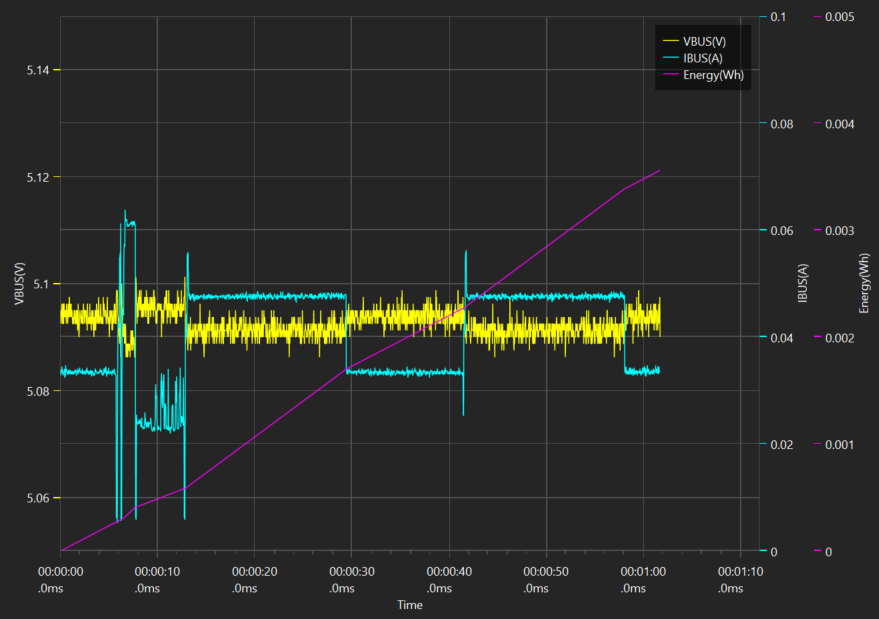 0.1
0.005
VBUS(V)
IBUS(A)
Energy(Wh)
5.14
0.08
0.004
5.12
0.06
0.003
VBUS(V)
5.1
IBUS(A)
Energy(Wh)
0.04
0.002
5.08
0.02
0.001
5.06
0
0
00:00:00 00:00:10 00:00:20 00:00:30 00:00:40 00:00:50 00:01:00 00:01:10
.0ms .0ms .0ms .0ms .0ms .0ms .0ms .0ms
Time